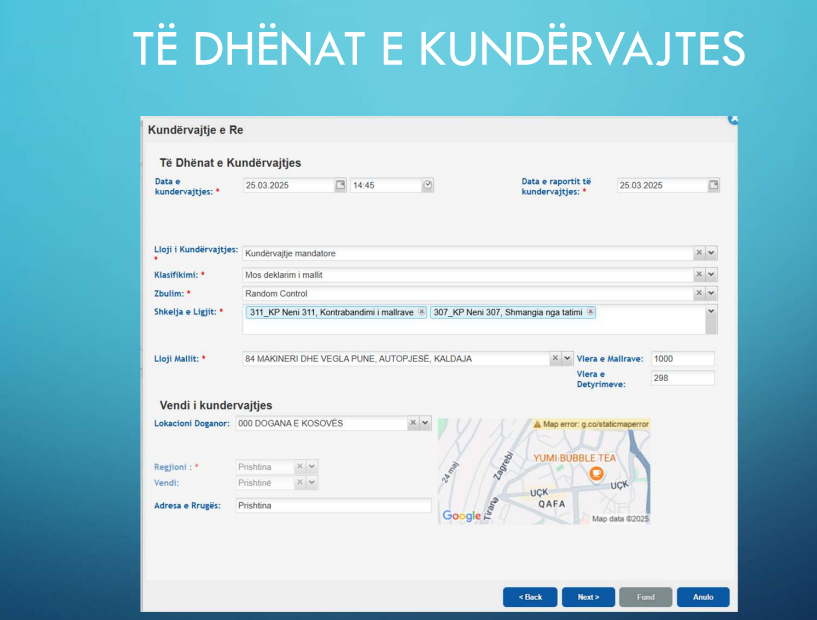 TË DHËNAT E KUNDËRVAJTES
Kundërvajtje e Re
Të Dhënat e Kundërvajtjes
Data e kundervajtjes: * 25.03.2025 14:45 Data e raportit të kundervajtjes: * 25.03.2025
Lloji i Kundërvajtjes: * Kundërvajtje mandatore
Klasifikimi: * Mos deklarim i mallit
Zbulim: * Random Control
Shkelja e Ligjit: * 311_KP Neni 311, Kontrabandimi i mallrave 307_KP Neni 307, Shmangia nga tatimi
Lloji Mallit: * 84 MAKINERI DHE VEGLA PUNE, AUTOPJESË, KALDAJA Vlera e Mallrave: 1000
Vlera e Detyrimeve: 298
Vendi i kundervajtjes
Lokacioni Doganor: 000 DOGANA E KOSOVËS
Map error: g.co/staticmaperror
YUMI BUBBLE TEA
24 maj
Zagrebi
Regjioni : * Prishtina
Vendi: Prishtinë
UÇK
UÇK
QAFA
Tirana
Adresa e Rrugës: Prishtina
Google
Map data ©2025
< Back Next > Fund Anulo